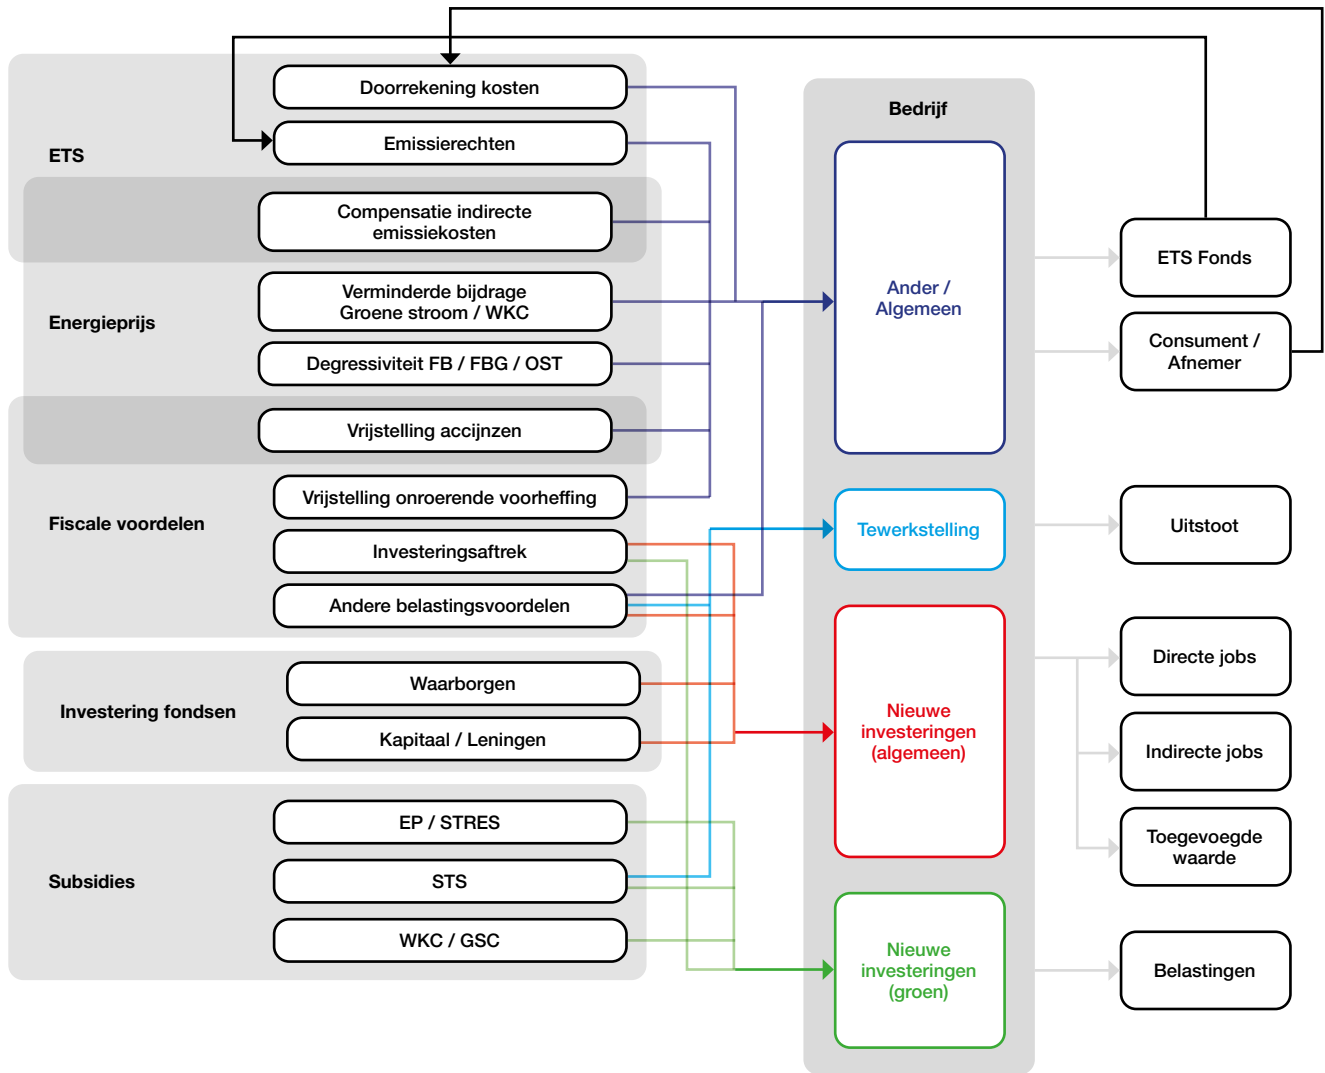 ETS
Doorrekening kosten
Emissierechten
Compensatie indirecte
emissiekosten
Energieprijs
Verminderde bijdrage
Groene stroom / WKC
Degressiviteit FB / FBG / OST
Vrijstelling accijnzen
Fiscale voordelen
Vrijstelling onroerende voorheffing
Investeringsaftrek
Andere belastingsvoordelen
Investering fondsen
Waarborgen
Kapitaal / Leningen
Subsidies
EP / STRES
STS
WKC / GSC
Bedrijf
Ander /
Algemeen
Tewerkstelling
Nieuwe
investeringen
(algemeen)
Nieuwe
investeringen
(groen)
ETS Fonds
Consument /
Afnemer
Uitstoot
Directe jobs
Indirecte jobs
Toegevoegde
waarde
Belastingen